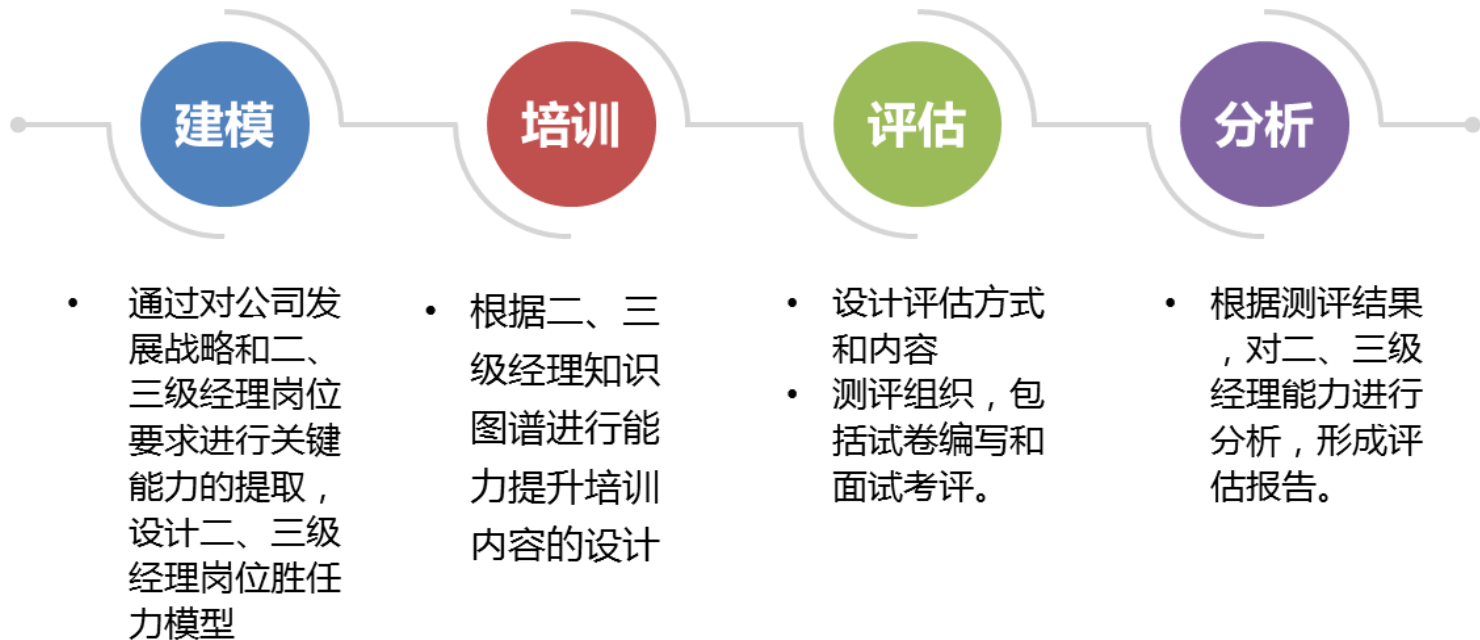 建模
培训
评估
分析
• 通过对公司发
展战略和二、
三级经理岗位
要求进行关键
能力的提取，
设计二、三级
经理岗位胜任
力模型
• 根据二、三
级经理知识
图谱进行能
力提升培训
内容的设计
• 设计评估方式
和内容
• 测评组织，包
括试卷编写和
面试考评。
• 根据测评结果
，对二、三级
经理能力进行
分析，形成评
估报告。